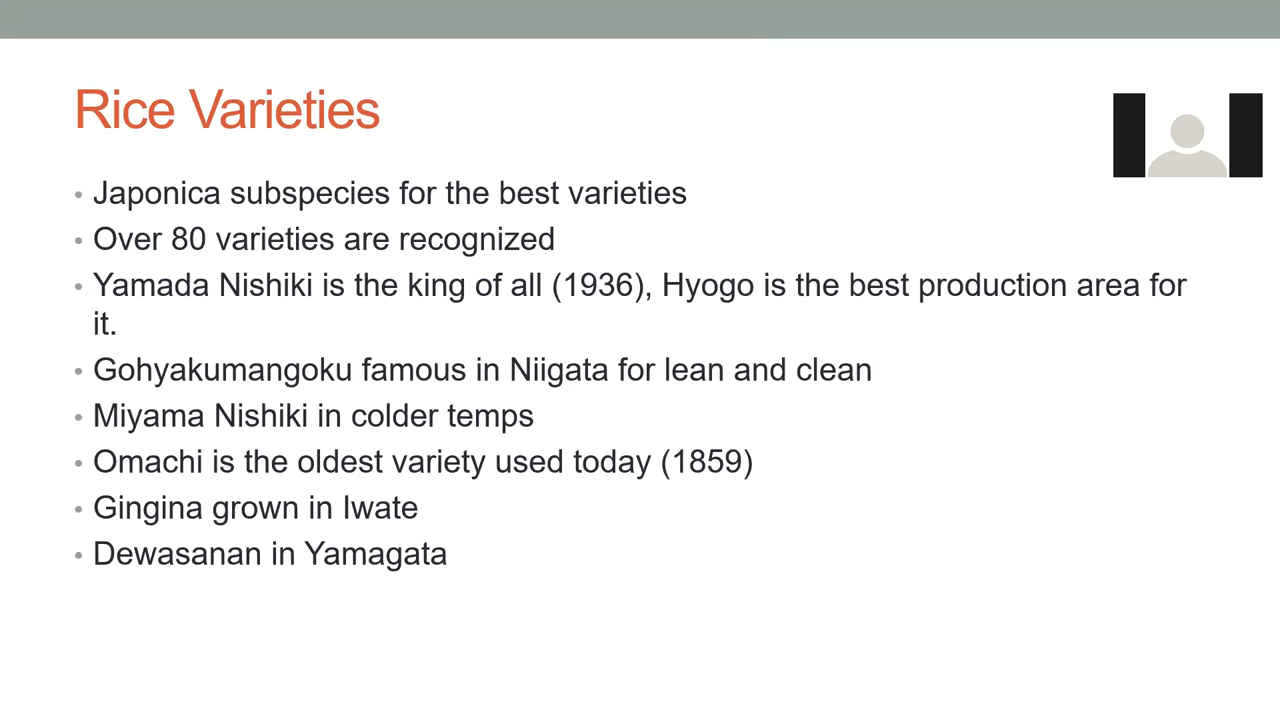 Rice Varieties
• Japonica subspecies for the best varieties
• Over 80 varieties are recognized
• Yamada Nishiki is the king of all (1936), Hyogo is the best production area for
it.
• Gohyakumangoku famous in Niigata for lean and clean
• Miyama Nishiki in colder temps
• Omachi is the oldest variety used today (1859)
• Gingina grown in Iwate
• Dewasanan in Yamagata